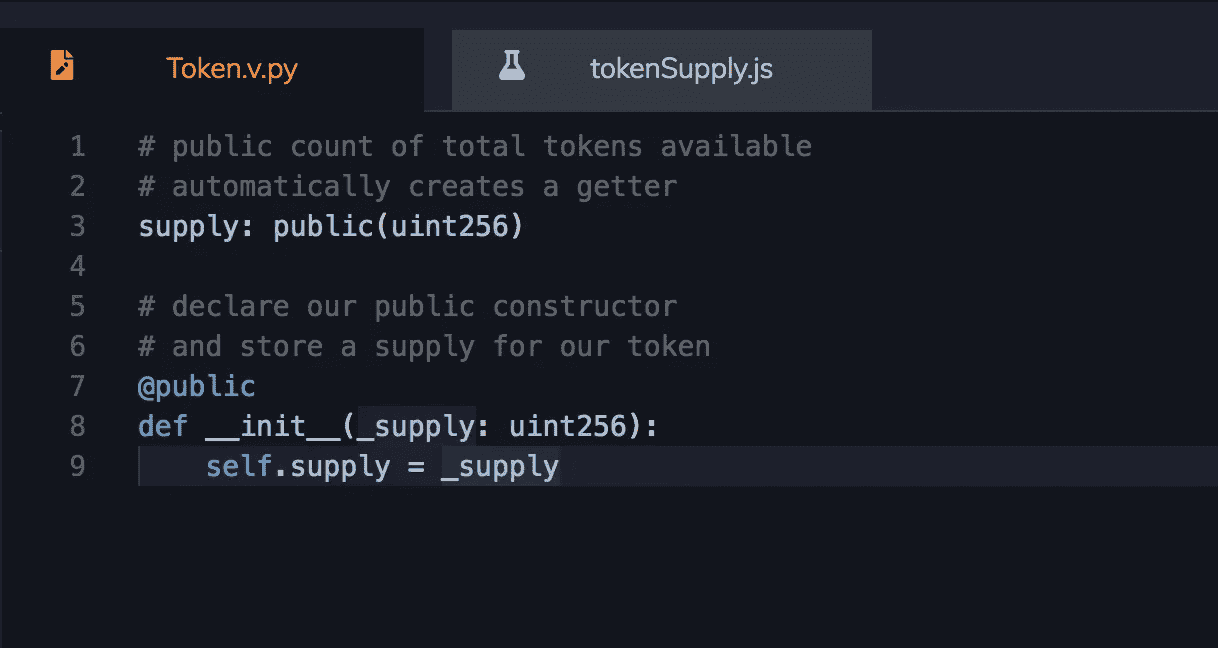 Token.v.py
tokenSupply.js
1 # public count of total tokens available
2 # automatically creates a getter
3 supply: public(uint256)
4
5 # declare our public constructor
6 # and store a supply for our token
7 @public
8 def __init__(_supply: uint256):
9     self.supply = _supply